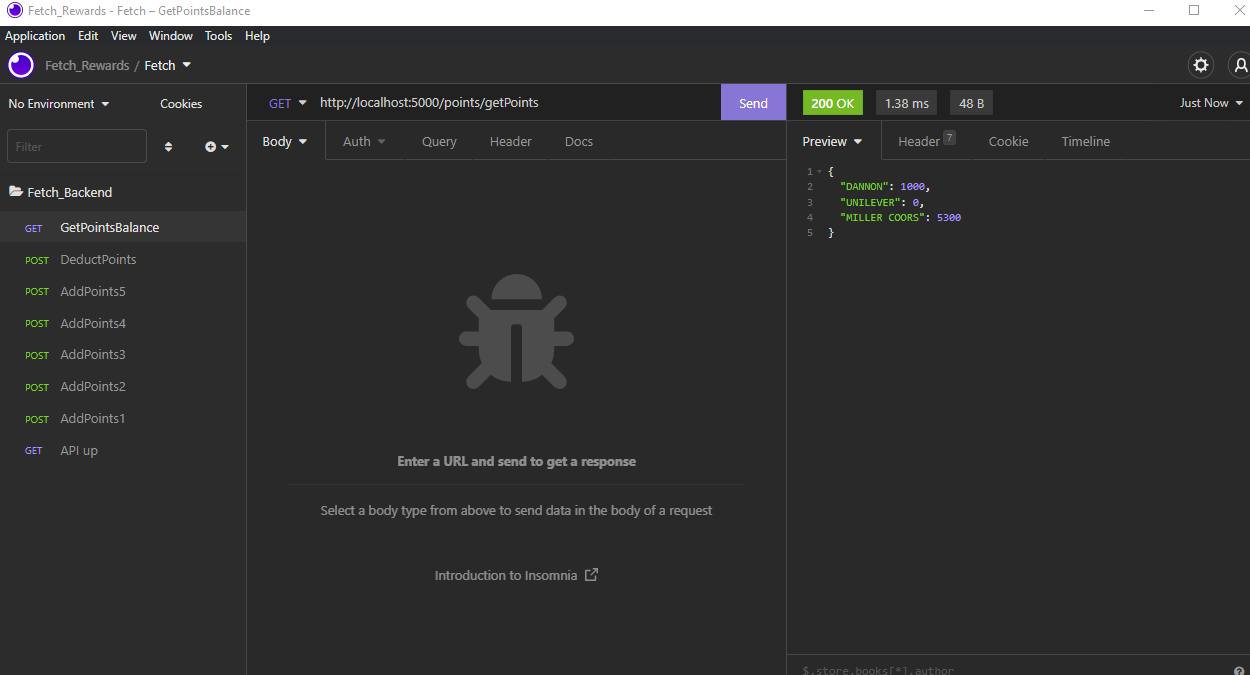 Fetch_Rewards - Fetch – GetPointsBalance
Application Edit View Window Tools Help
Fetch_Rewards / Fetch
No Environment Cookies
Filter
Fetch_Backend
GET GetPointsBalance
POST DeductPoints
POST AddPoints5
POST AddPoints4
POST AddPoints3
POST AddPoints2
POST AddPoints1
GET API up
GET http://localhost:5000/points/getPoints Send
Body Auth Query Header Docs
Enter a URL and send to get a response
Select a body type from above to send data in the body of a request
Introduction to Insomnia
200 OK 1.38 ms 48 B Just Now
Preview Header 7 Cookie Timeline
1 {
2 "DANNON": 1000,
3 "UNILEVER": 0,
4 "MILLER COORS": 5300
5 }
$.store.books[*].author